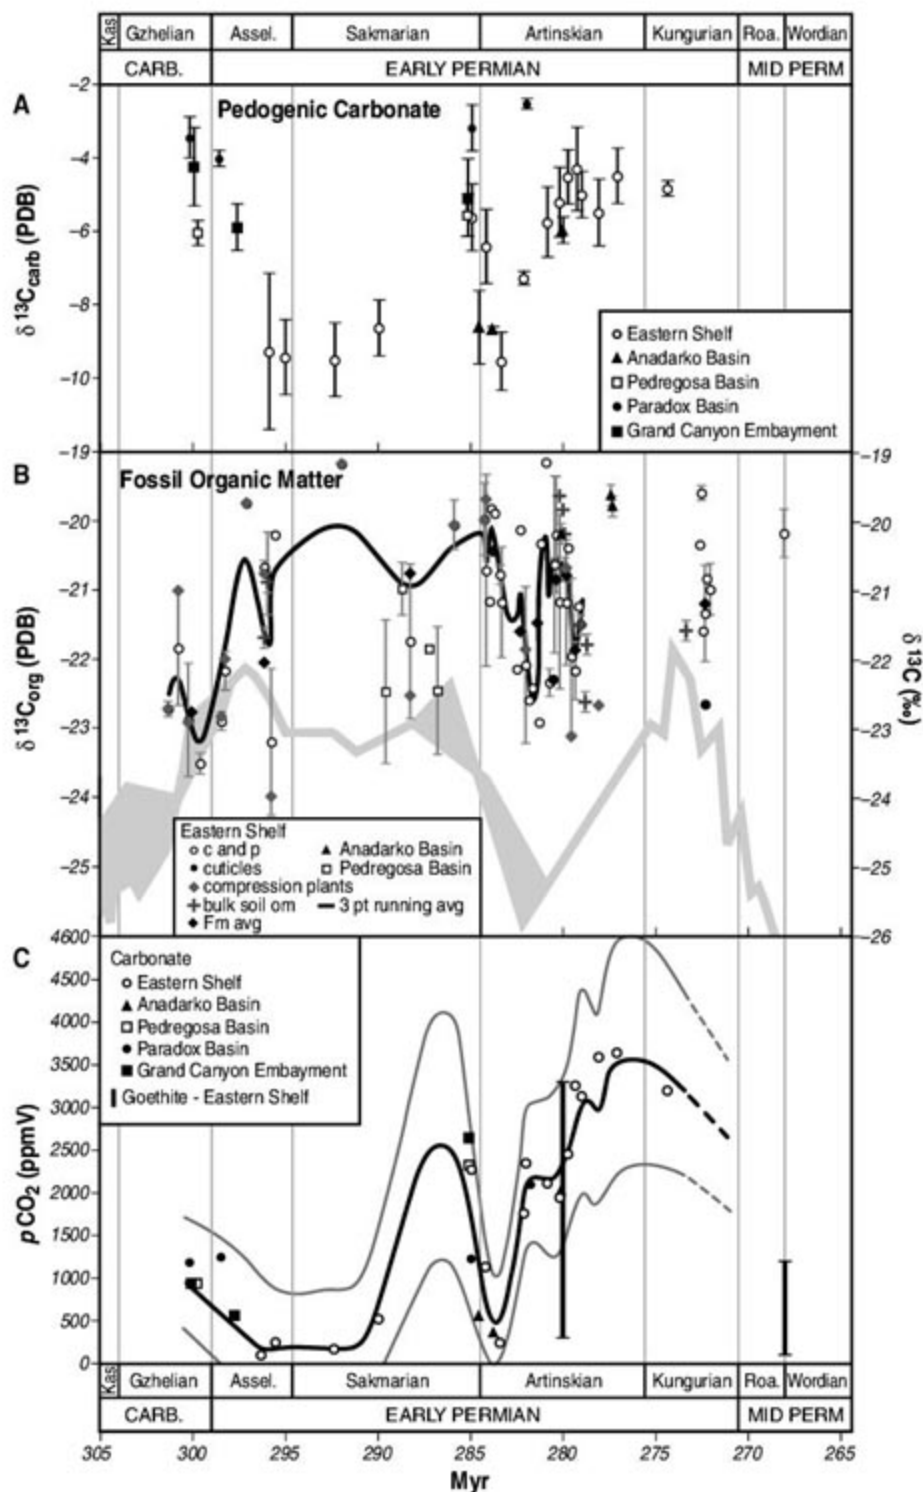 Kas
Gzhelian
Assel.
Sakmarian
Artinskian
Kungurian
Roa.
Wordian
CARB.
EARLY PERMIAN
MID PERM
A
Pedogenic Carbonate
δ 13Ccarb (PDB)
–2
–4
–6
–8
–10
–19
Eastern Shelf
Anadarko Basin
Pedregosa Basin
Paradox Basin
Grand Canyon Embayment
B
Fossil Organic Matter
δ 13Corg (PDB)
–20
–21
–22
–23
–24
–25
4600
–19
–20
–21
–22
–23
–24
–25
–26
δ 13C (‰)
Eastern Shelf
c and p
cuticles
compression plants
bulk soil om
Fm avg
Anadarko Basin
Pedregosa Basin
3 pt running avg
C
pCO2 (ppmV)
4500
4000
3500
3000
2500
2000
1500
1000
500
0
Carbonate
Eastern Shelf
Anadarko Basin
Pedregosa Basin
Paradox Basin
Grand Canyon Embayment
Goethite - Eastern Shelf
Kas
Gzhelian
Assel.
Sakmarian
Artinskian
Kungurian
Roa.
Wordian
CARB.
EARLY PERMIAN
MID PERM
305
300
295
290
285
280
275
270
265
Myr